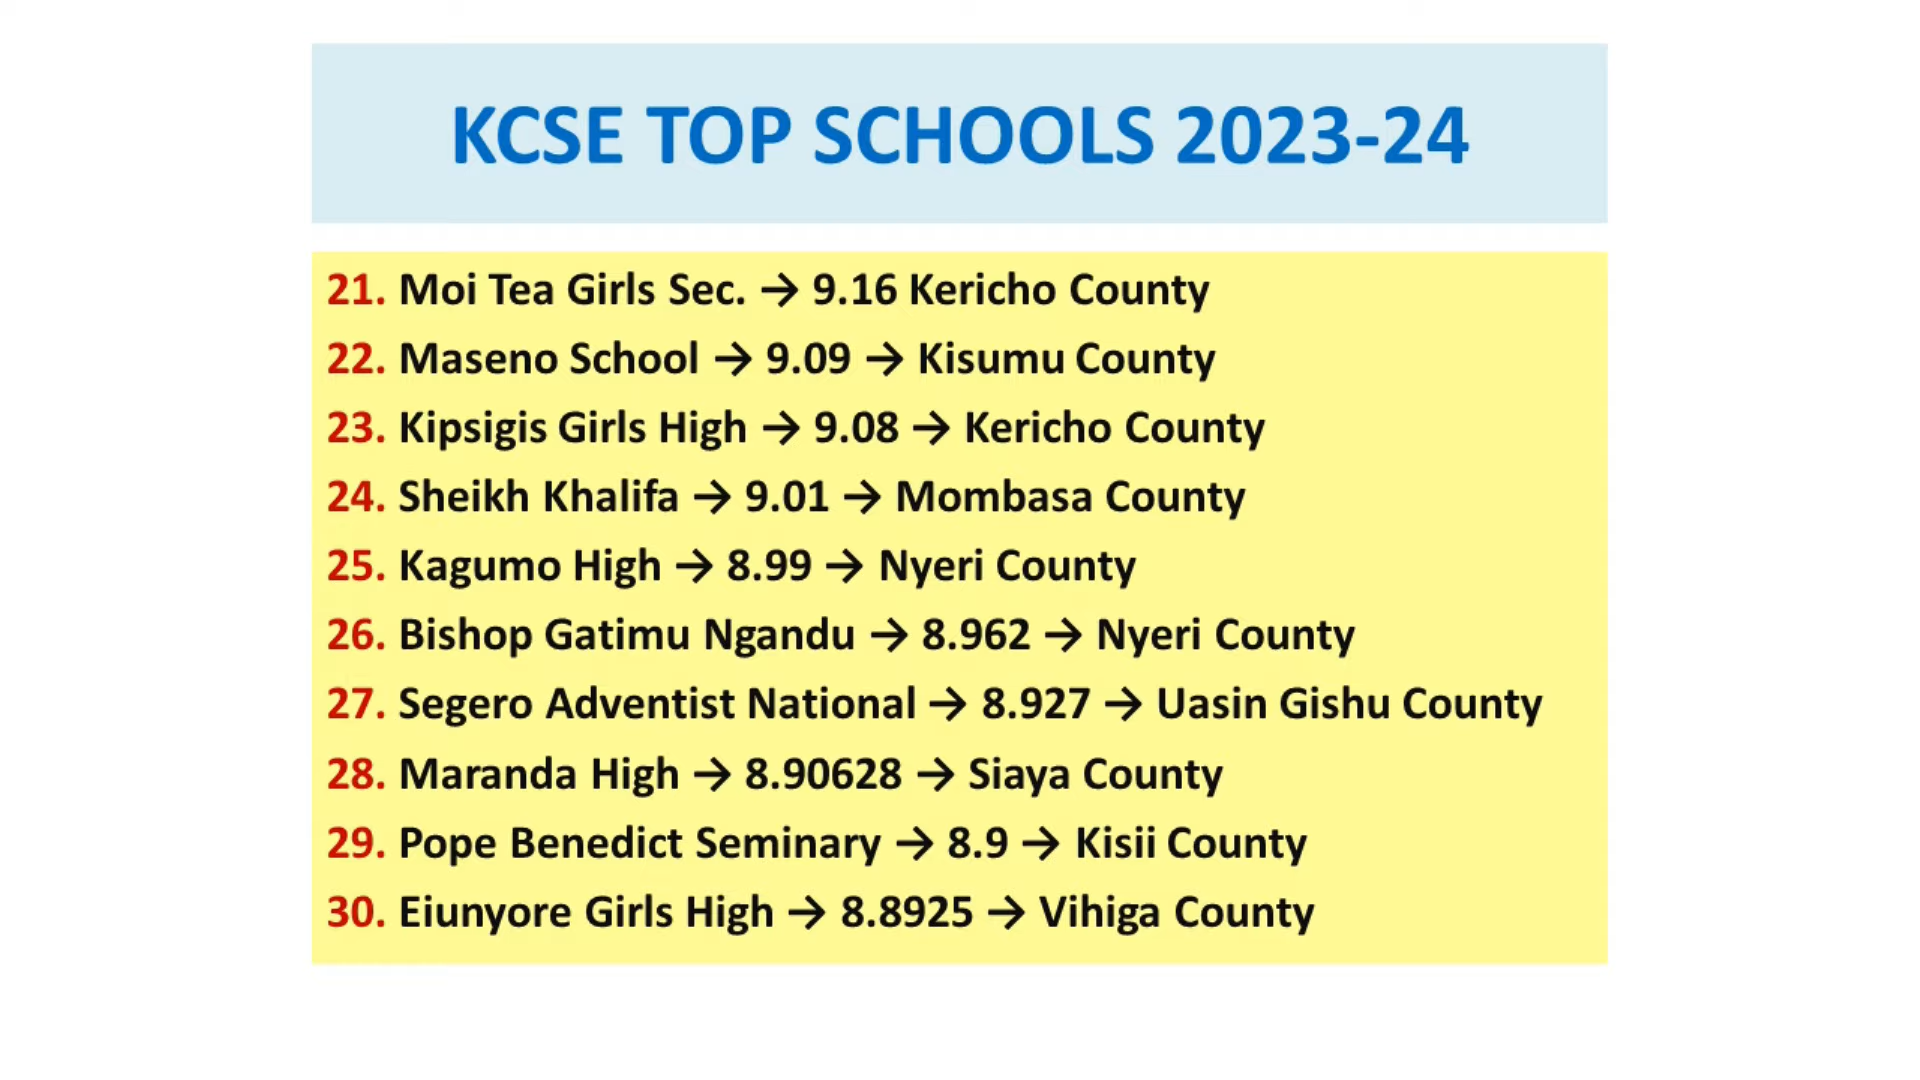 KCSE TOP SCHOOLS 2023-24
21. Moi Tea Girls Sec. → 9.16 Kericho County
22. Maseno School → 9.09 → Kisumu County
23. Kipsigis Girls High → 9.08 → Kericho County
24. Sheikh Khalifa → 9.01 → Mombasa County
25. Kagumo High → 8.99 → Nyeri County
26. Bishop Gatimu Ngandu → 8.962 → Nyeri County
27. Segero Adventist National → 8.927 → Uasin Gishu County
28. Maranda High → 8.90628 → Siaya County
29. Pope Benedict Seminary → 8.9 → Kisii County
30. Eiunyore Girls High → 8.8925 → Vihiga County